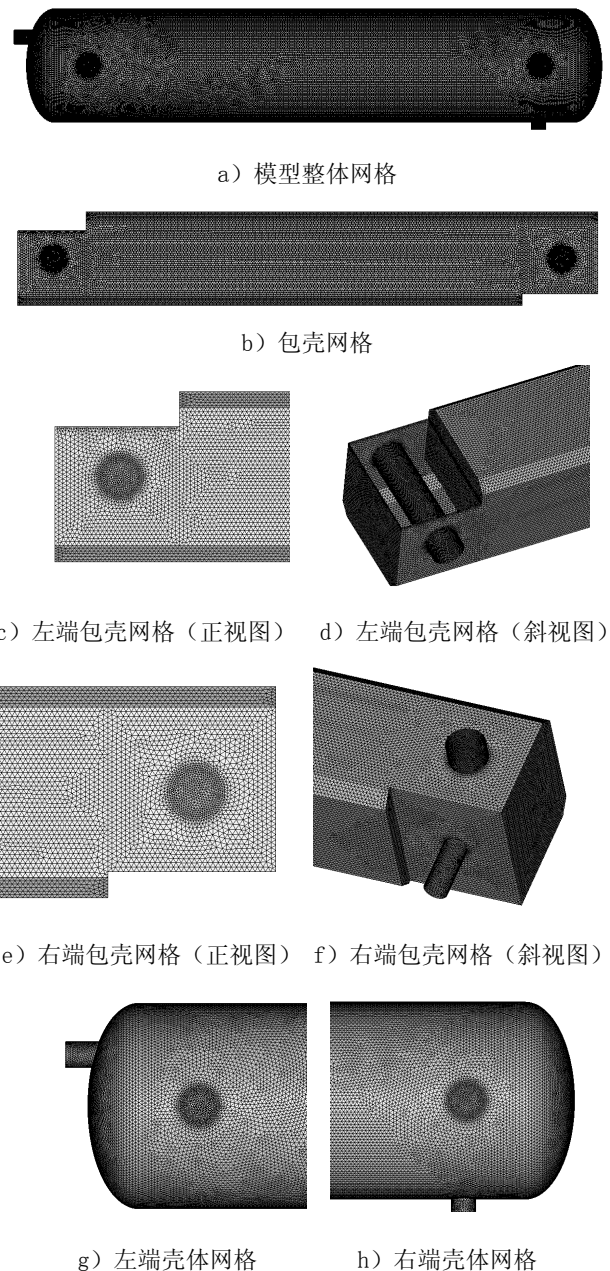 a）模型整体网格
b）包壳网格
c）左端包壳网格（正视图） d）左端包壳网格（斜视图）
e）右端包壳网格（正视图） f）右端包壳网格（斜视图）
g）左端壳体网格 h）右端壳体网格